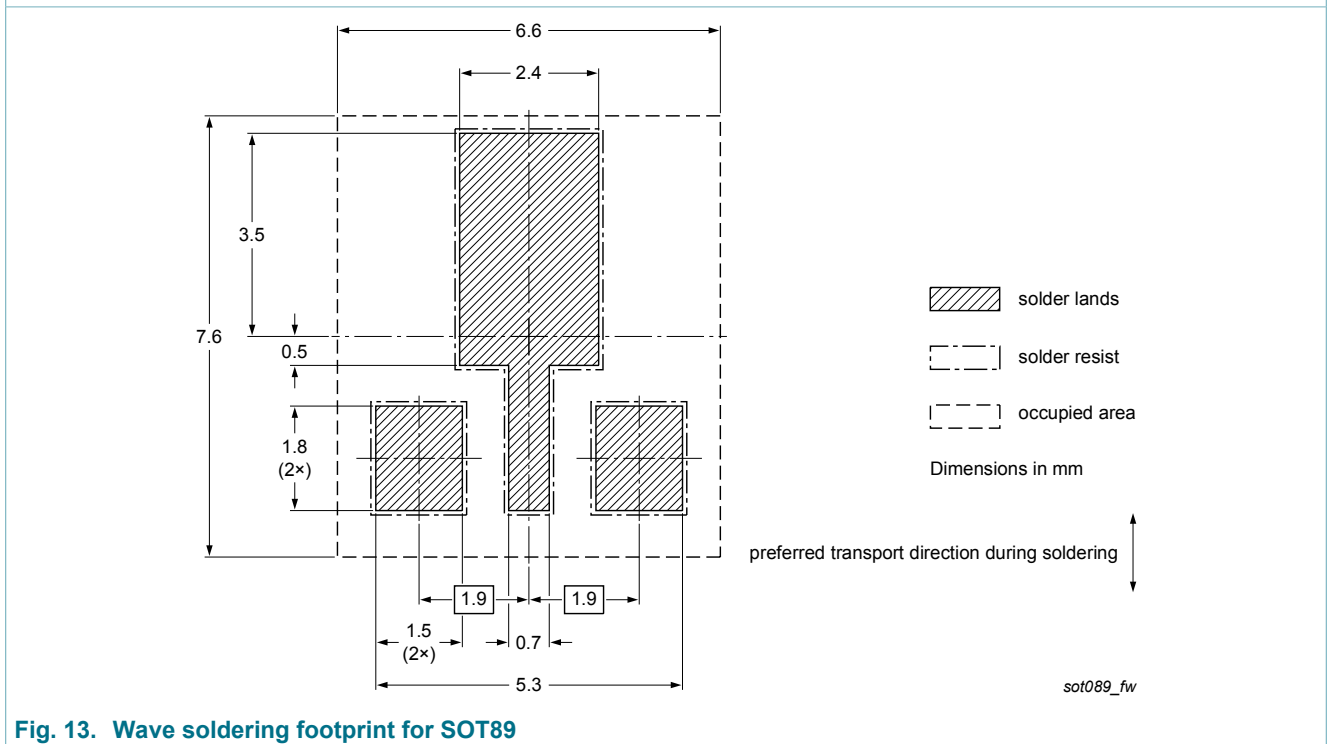 6.6
2.4
3.5
7.6
0.5
1.8
(2×)
solder lands
solder resist
occupied area
Dimensions in mm
preferred transport direction during soldering
1.9
1.9
1.5
(2×)
0.7
5.3
sot089_fw
Fig. 13. Wave soldering footprint for SOT89